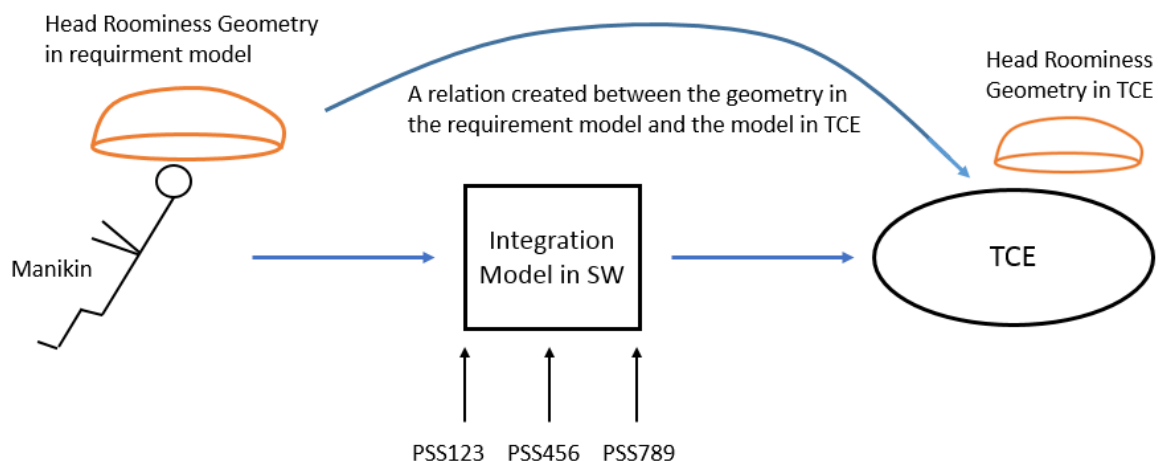 Head Roominess Geometry
in requirment model
A relation created between the geometry in
the requirement model and the model in TCE
Head Roominess
Geometry in TCE
Manikin
Integration
Model in SW
TCE
PSS123 PSS456 PSS789